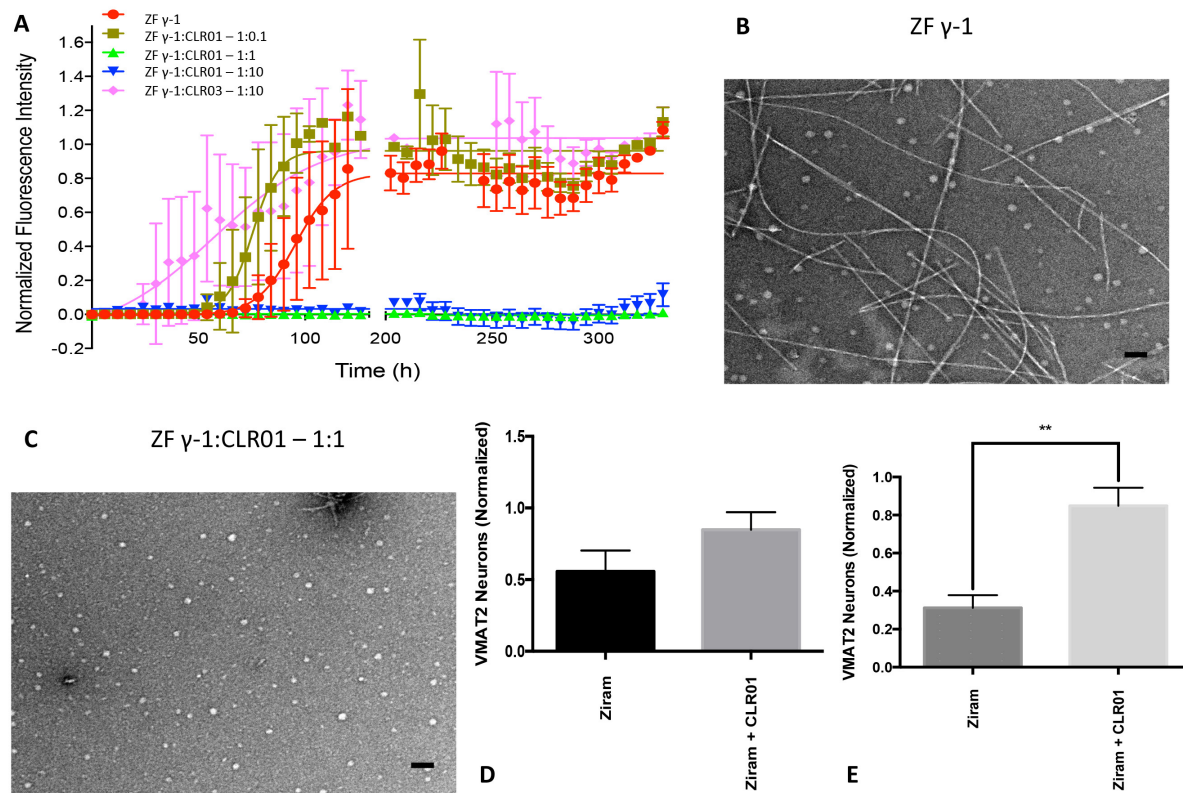 A
ZF γ-1
ZF γ-1:CLR01 – 1:0.1
ZF γ-1:CLR01 – 1:1
ZF γ-1:CLR01 – 1:10
ZF γ-1:CLR03 – 1:10
Normalized Fluorescence Intensity
1.6
1.4
1.2
1.0
0.8
0.6
0.4
0.2
0.0
-0.2
50
100
200
250
300
Time (h)
B
ZF γ-1
C
ZF γ-1:CLR01 – 1:1
VMAT2 Neurons (Normalized)
1.5
1.0
0.5
0.0
Ziram
Ziram + CLR01
D
VMAT2 Neurons (Normalized)
**
1.0
0.8
0.6
0.4
0.2
0.0
Ziram
Ziram + CLR01
E